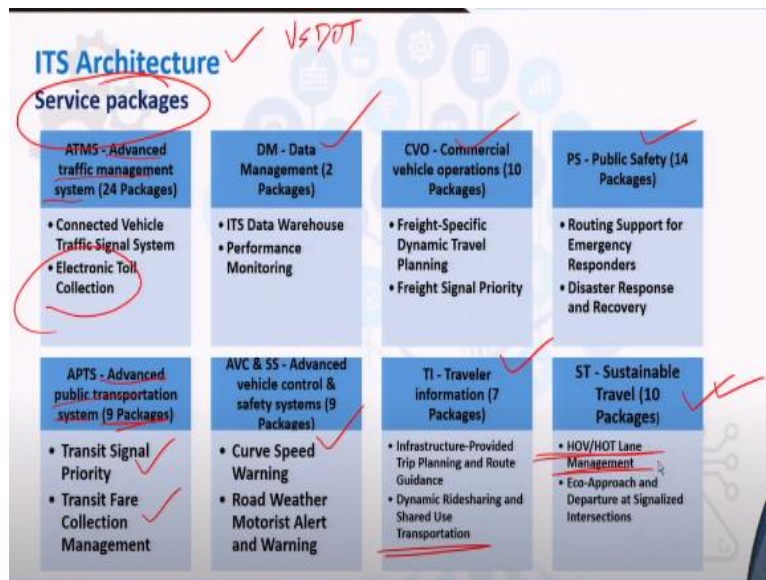 ITS Architecture
VSDOT
Service packages
ATMS - Advanced
traffic management
system (24 Packages)
• Connected Vehicle
Traffic Signal System
• Electronic Toll
Collection
DM - Data
Management (2
Packages)
• ITS Data Warehouse
• Performance
Monitoring
CVO - Commercial
vehicle operations (10
Packages)
• Freight-Specific
Dynamic Travel
Planning
• Freight Signal Priority
PS - Public Safety (14
Packages)
• Routing Support for
Emergency
Responders
• Disaster Response
and Recovery
APTS - Advanced
public transportation
system (9 Packages)
• Transit Signal
Priority
• Transit Fare
Collection
Management
AVC & SS - Advanced
vehicle control &
safety systems (9
Packages)
• Curve Speed
Warning
• Road Weather
Motorist Alert
and Warning
TI - Traveler
information (7
Packages)
• Infrastructure-Provided
Trip Planning and Route
Guidance
• Dynamic Ridesharing and
Shared Use
Transportation
ST - Sustainable
Travel (10
Packages)
• HOV/HOT Lane
Management
• Eco-Approach and
Departure at Signalized
Intersections